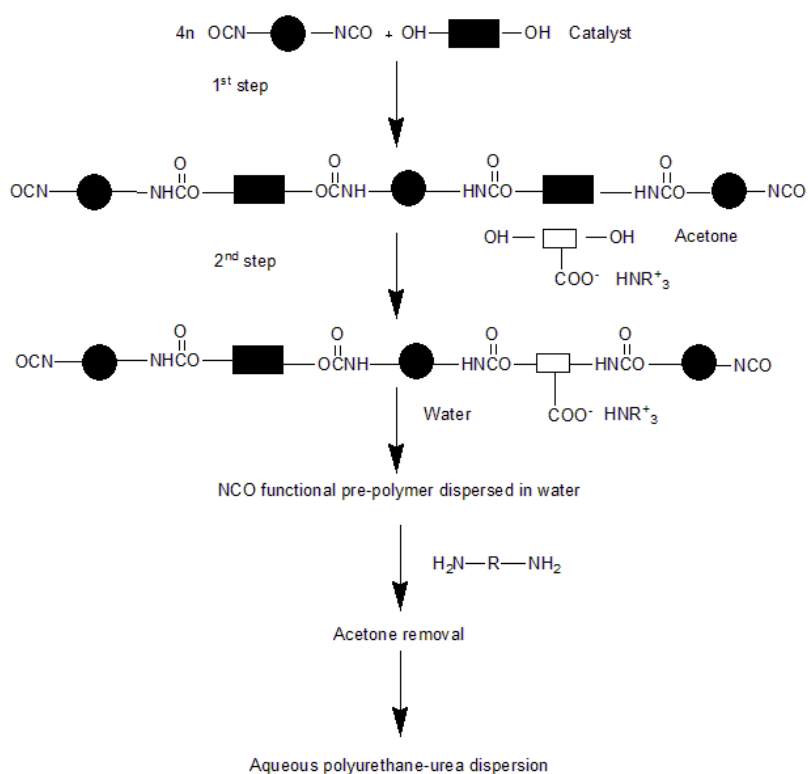 4n OCN NCO + OH OH Catalyst
1st step
O O O O
OCN NHCO OCNH HNCO HNCO NCO
OH OH Acetone
2nd step
COO- HNR+3
O O O O
OCN NHCO OCNH HNCO HNCO NCO
Water COO- HNR+3
NCO functional pre-polymer dispersed in water
H2N—R—NH2
Acetone removal
Aqueous polyurethane-urea dispersion